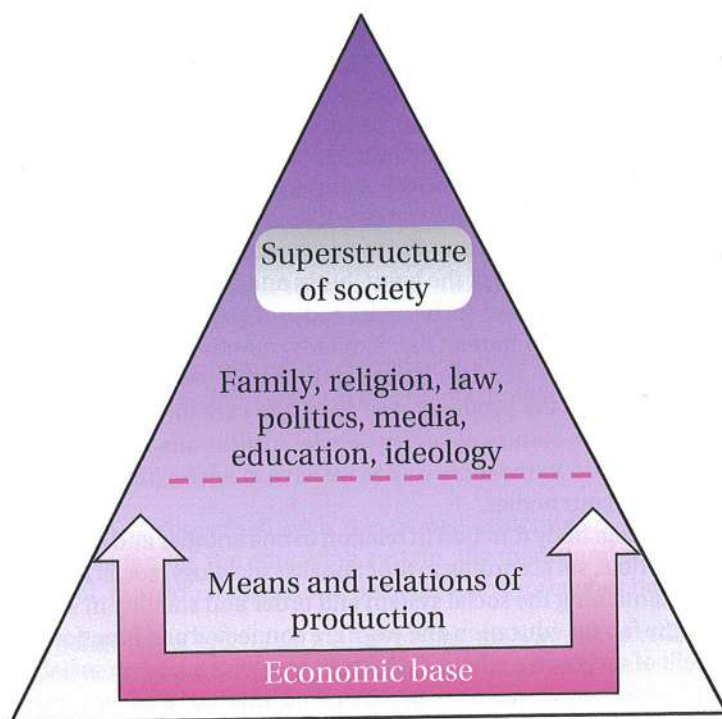 Superstructure
of society
Family, religion, law,
politics, media,
education, ideology
Means and relations of
production
Economic base